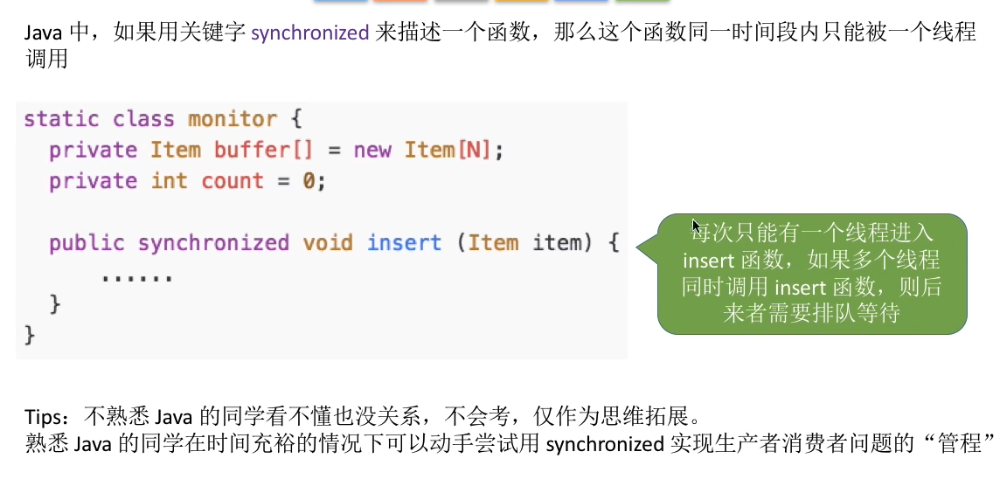 Java 中，如果用关键字 synchronized 来描述一个函数，那么这个函数同一时间段内只能被一个线程
调用
static class monitor {
private Item buffer[] = new Item[N];
private int count = 0;
public synchronized void insert (Item item) {
......
}
}
每次只能有一个线程进入
insert 函数，如果多个线程
同时调用 insert 函数，则后
来者需要排队等待
Tips：不熟悉 Java 的同学看不懂也没关系，不会考，仅作为思维拓展。
熟悉 Java 的同学在时间充裕的情况下可以动手尝试用 synchronized 实现生产者消费者问题的“管程”